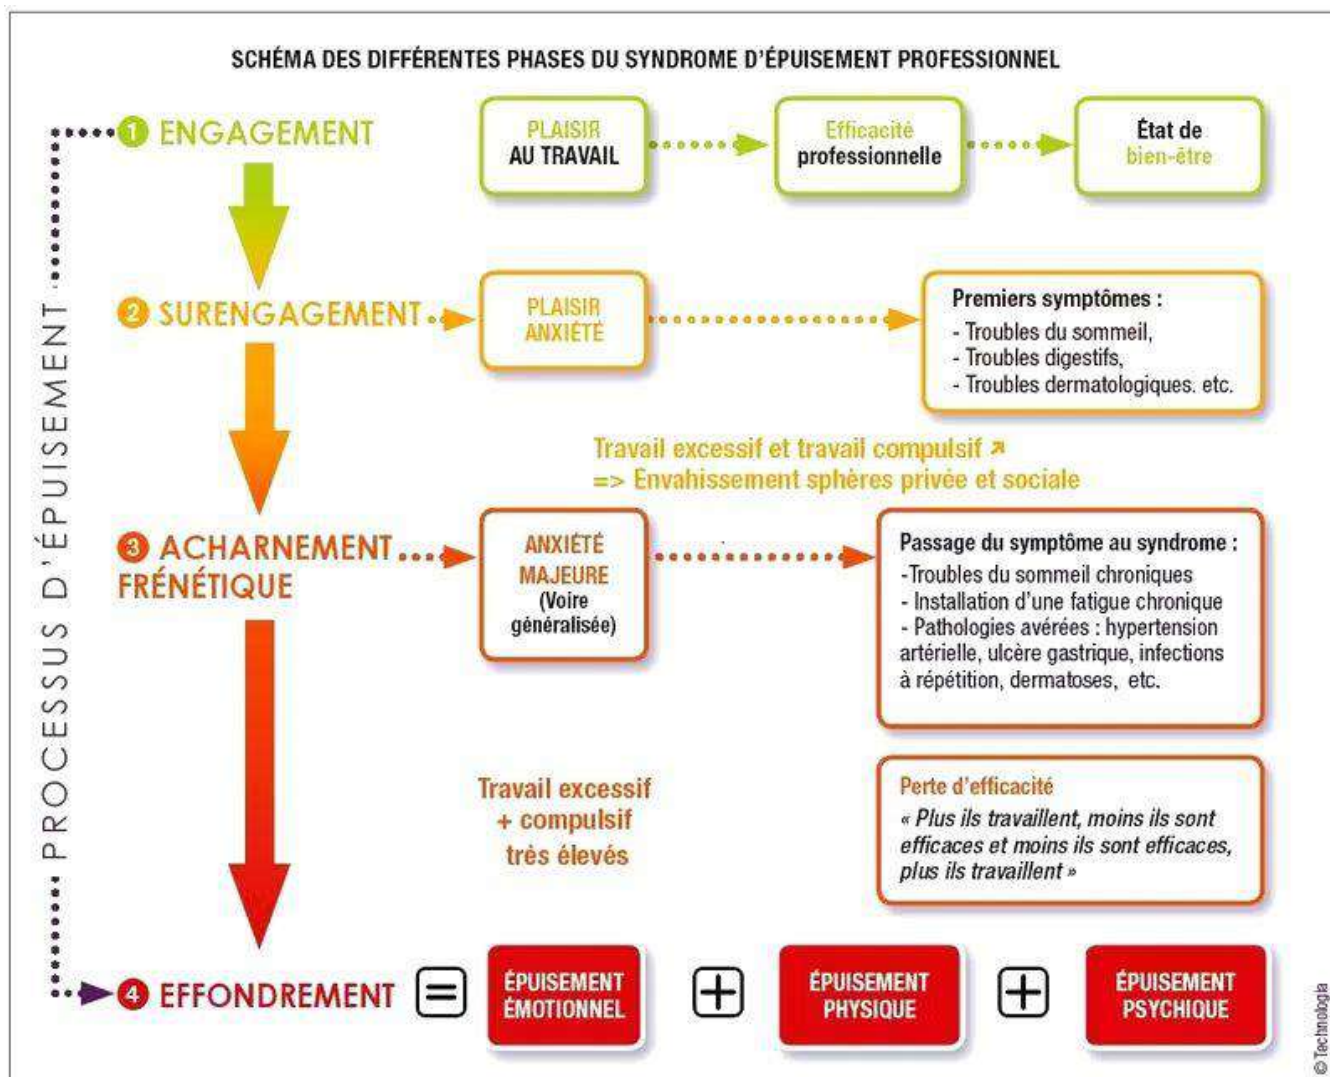 SCHÉMA DES DIFFÉRENTES PHASES DU SYNDROME D'ÉPUISEMENT PROFESSIONNEL
PROCESSUS D'ÉPUISEMENT
1 ENGAGEMENT
PLAISIR
AU TRAVAIL
Efficacité
professionnelle
État de
bien-être
2 SURENGAGEMENT
PLAISIR
ANXIÉTÉ
Premiers symptômes :
- Troubles du sommeil,
- Troubles digestifs,
- Troubles dermatologiques. etc.
Travail excessif et travail compulsif ↗
=> Envahissement sphères privée et sociale
3 ACHARNEMENT
FRÉNÉTIQUE
ANXIÉTÉ
MAJEURE
(Voire
généralisée)
Passage du symptôme au syndrome :
-Troubles du sommeil chroniques
- Installation d'une fatigue chronique
- Pathologies avérées : hypertension
artérielle, ulcère gastrique, infections
à répétition, dermatoses, etc.
Travail excessif
+ compulsif
très élevés
Perte d'efficacité
« Plus ils travaillent, moins ils sont
efficaces et moins ils sont efficaces,
plus ils travaillent »
4 EFFONDREMENT
=
ÉPUISEMENT
ÉMOTIONNEL
+
ÉPUISEMENT
PHYSIQUE
+
ÉPUISEMENT
PSYCHIQUE
© Technologia